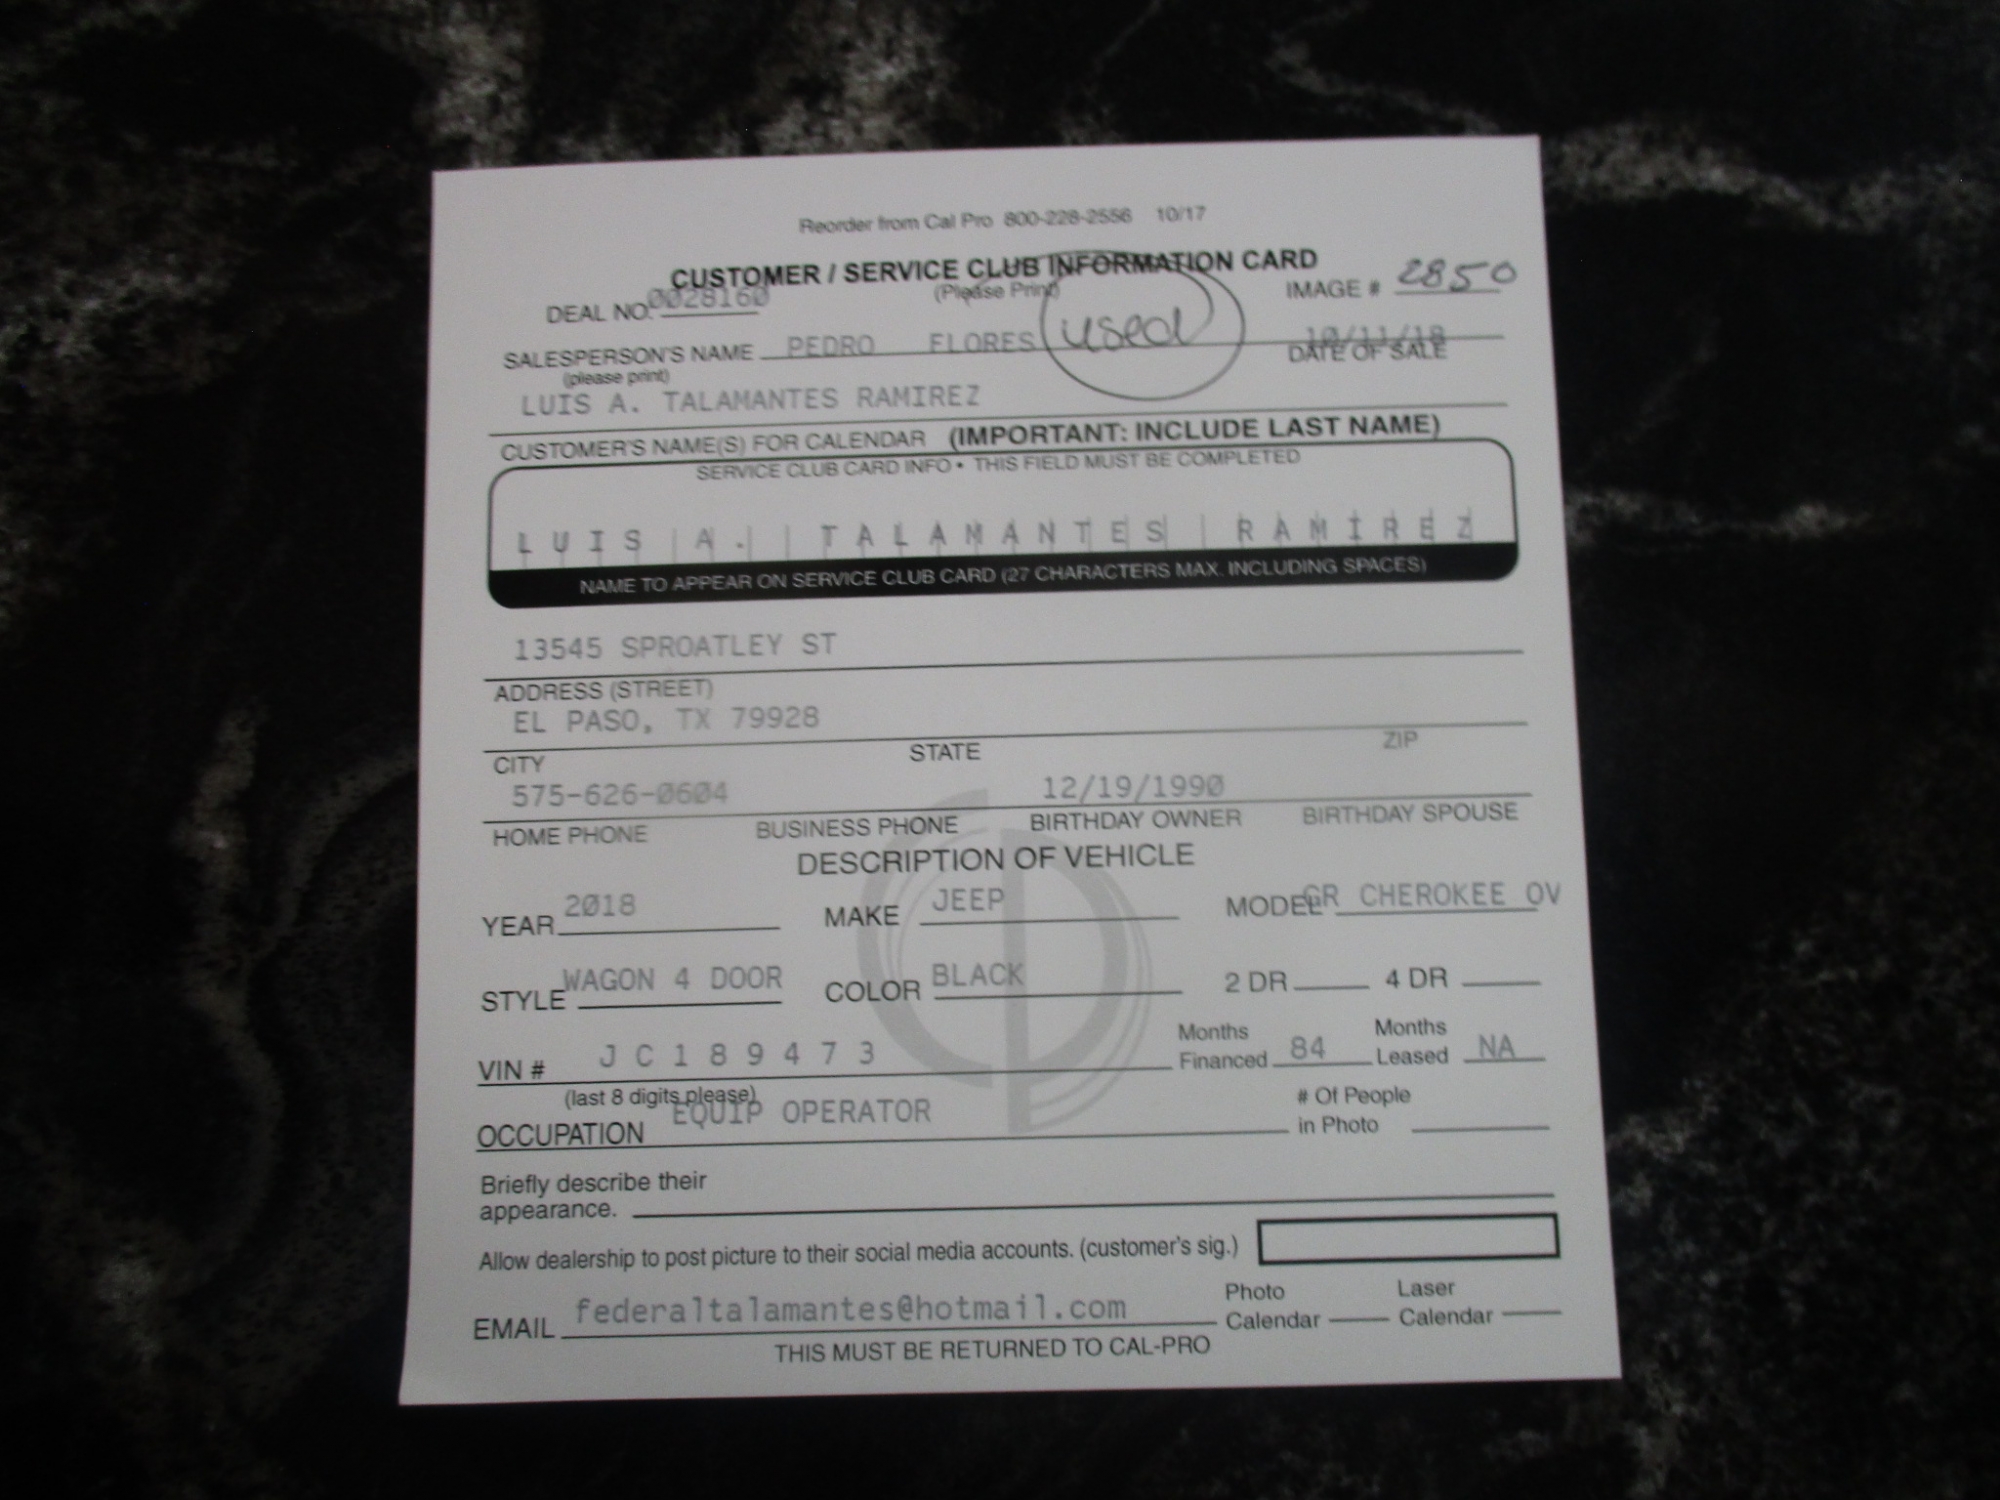 Reorder from Cal Pro 800-228-2556 10/17
CUSTOMER / SERVICE CLUB INFORMATION CARD
(Please Print)
DEAL NO. 0028160
IMAGE # 2850
used
SALESPERSON'S NAME PEDRO FLORES
10/11/18
(please print)
DATE OF SALE
LUIS A. TALAMANTES RAMIREZ
CUSTOMER'S NAME(S) FOR CALENDAR (IMPORTANT: INCLUDE LAST NAME)
SERVICE CLUB CARD INFO • THIS FIELD MUST BE COMPLETED
LUIS A. TALAMANTES RAMIREZ
NAME TO APPEAR ON SERVICE CLUB CARD (27 CHARACTERS MAX. INCLUDING SPACES)
13545 SPROATLEY ST
ADDRESS (STREET)
EL PASO, TX 79928
CITY STATE ZIP
575-626-0604 12/19/1990
HOME PHONE BUSINESS PHONE BIRTHDAY OWNER BIRTHDAY SPOUSE
DESCRIPTION OF VEHICLE
YEAR 2018 MAKE JEEP MODEL GR CHEROKEE OV
STYLE WAGON 4 DOOR COLOR BLACK 2 DR 4 DR
VIN # J C 1 8 9 4 7 3 Months Financed 84 Months Leased NA
(last 8 digits please)
OCCUPATION EQUIP OPERATOR # Of People in Photo
Briefly describe their
appearance.
Allow dealership to post picture to their social media accounts. (customer's sig.)
EMAIL federaltalamantes@hotmail.com Photo Calendar Laser Calendar
THIS MUST BE RETURNED TO CAL-PRO